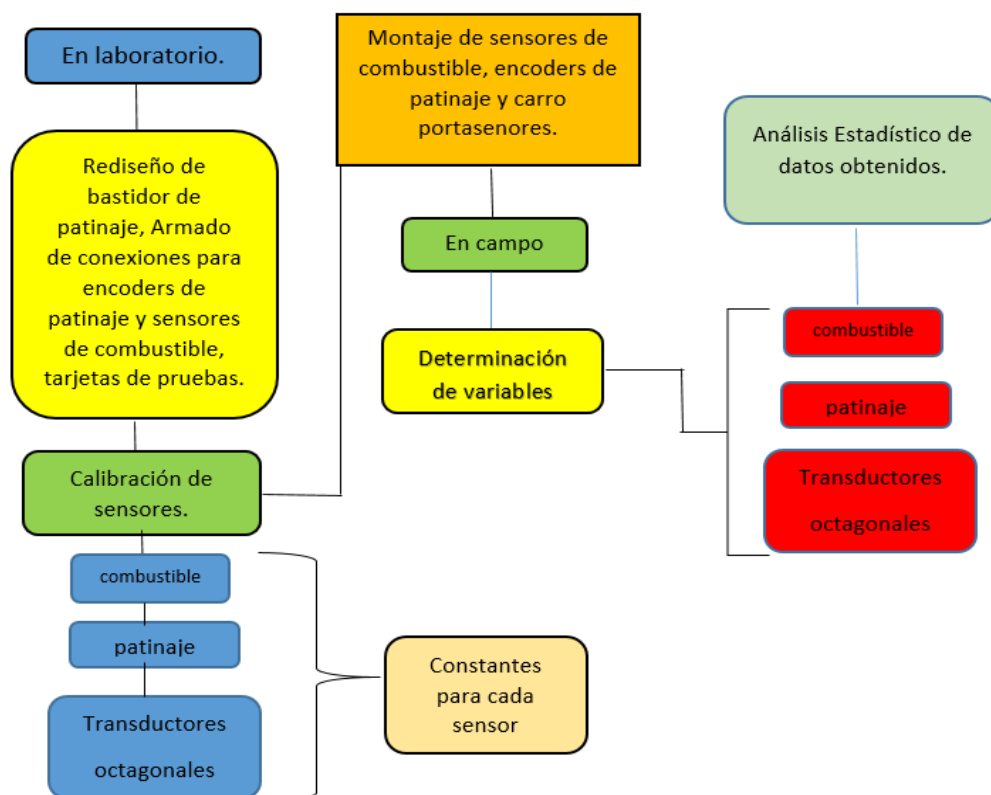 En laboratorio.
Rediseño de
bastidor de
patinaje, Armado
de conexiones para
encoders de
patinaje y sensores
de combustible,
tarjetas de pruebas.
Calibración de
sensores.
combustible
patinaje
Transductores
octagonales
Constantes
para cada
sensor
Montaje de sensores de
combustible, encoders de
patinaje y carro
portasenores.
En campo
Determinación
de variables
Análisis Estadístico de
datos obtenidos.
combustible
patinaje
Transductores
octagonales